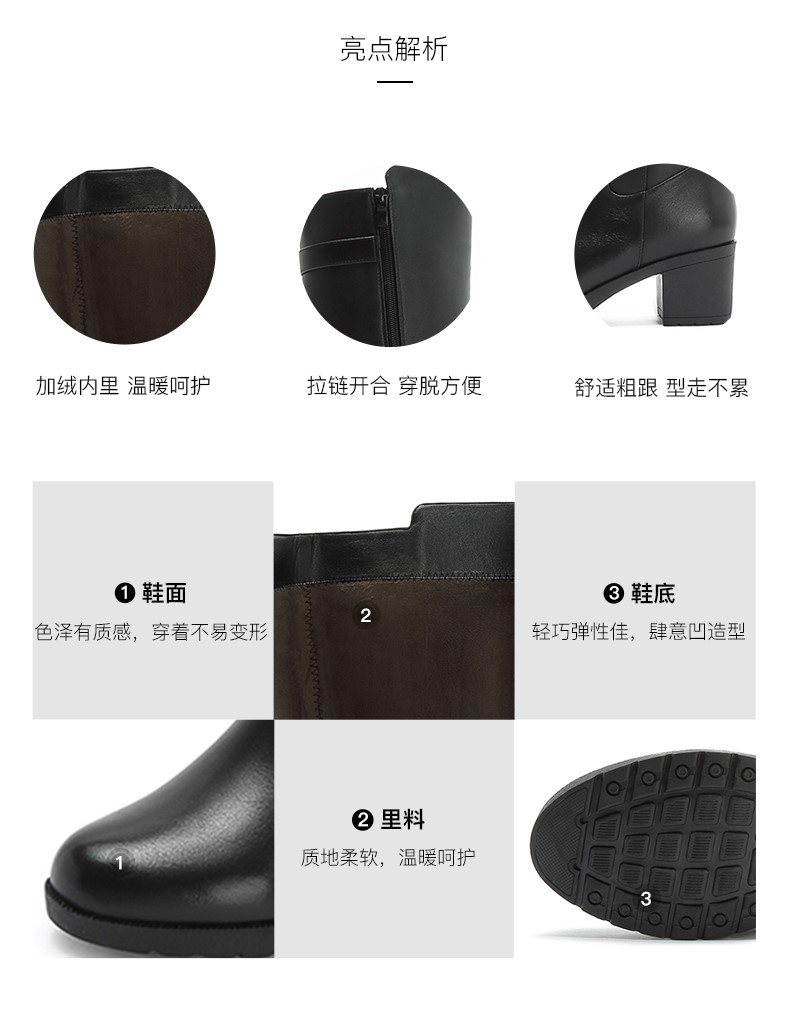 亮点解析
加绒内里 温暖呵护
拉链开合 穿脱方便
舒适粗跟 型走不累
1 鞋面
色泽有质感，穿着不易变形
2
3 鞋底
轻巧弹性佳，肆意凹造型
1
2 里料
质地柔软，温暖呵护
3